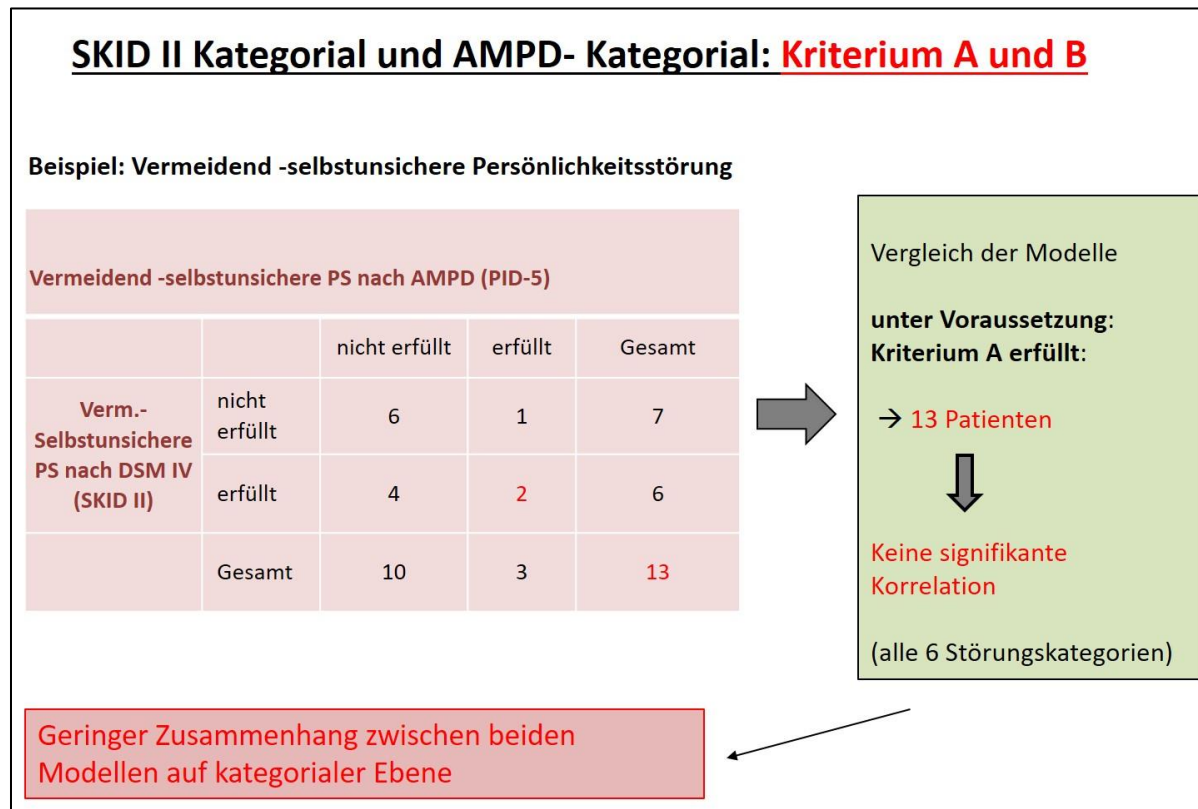 SKID II Kategorial und AMPD- Kategorial: Kriterium A und B
Beispiel: Vermeidend -selbstunsichere Persönlichkeitsstörung
Vermeidend -selbstunsichere PS nach AMPD (PID-5)
nicht erfüllt erfüllt Gesamt
Verm.-
Selbstunsichere
PS nach DSM IV
(SKID II)
nicht
erfüllt
6 1 7
erfüllt 4 2 6
Gesamt 10 3 13
Vergleich der Modelle
unter Voraussetzung:
Kriterium A erfüllt:
→ 13 Patienten
Keine signifikante
Korrelation
(alle 6 Störungskategorien)
Geringer Zusammenhang zwischen beiden
Modellen auf kategorialer Ebene